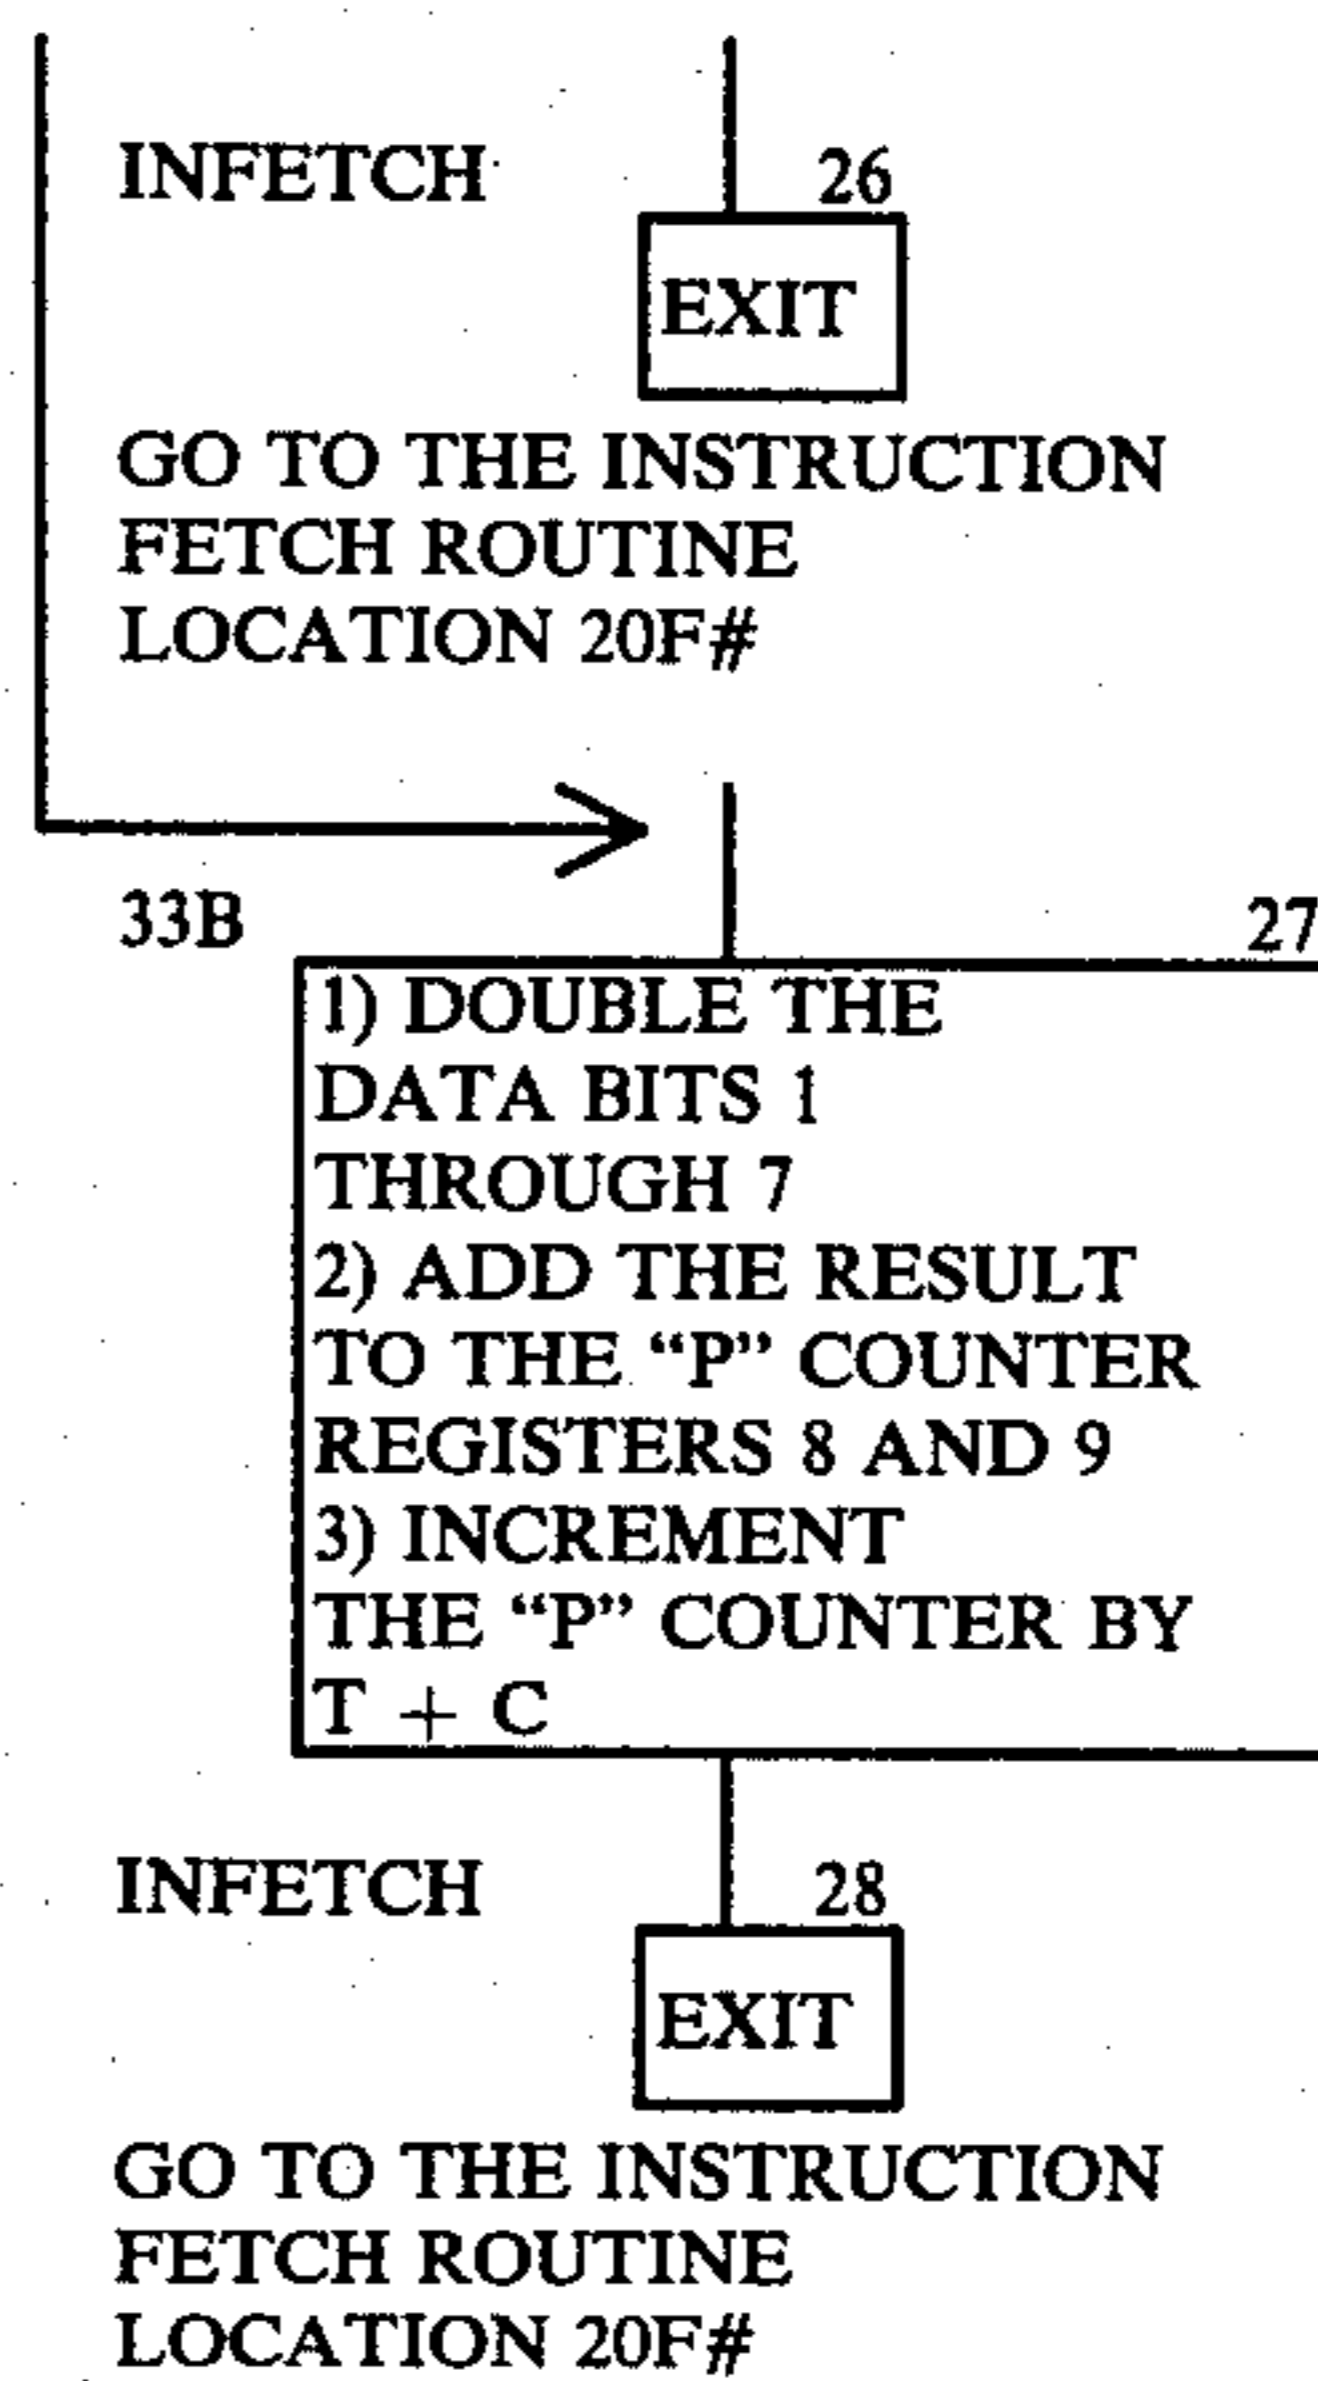 INFETCH 26
EXIT
GO TO THE INSTRUCTION
FETCH ROUTINE
LOCATION 20F#
33B 27
1) DOUBLE THE
DATA BITS 1
THROUGH 7
2) ADD THE RESULT
TO THE “P” COUNTER
REGISTERS 8 AND 9
3) INCREMENT
THE “P” COUNTER BY
T + C
INFETCH 28
EXIT
GO TO THE INSTRUCTION
FETCH ROUTINE
LOCATION 20F#